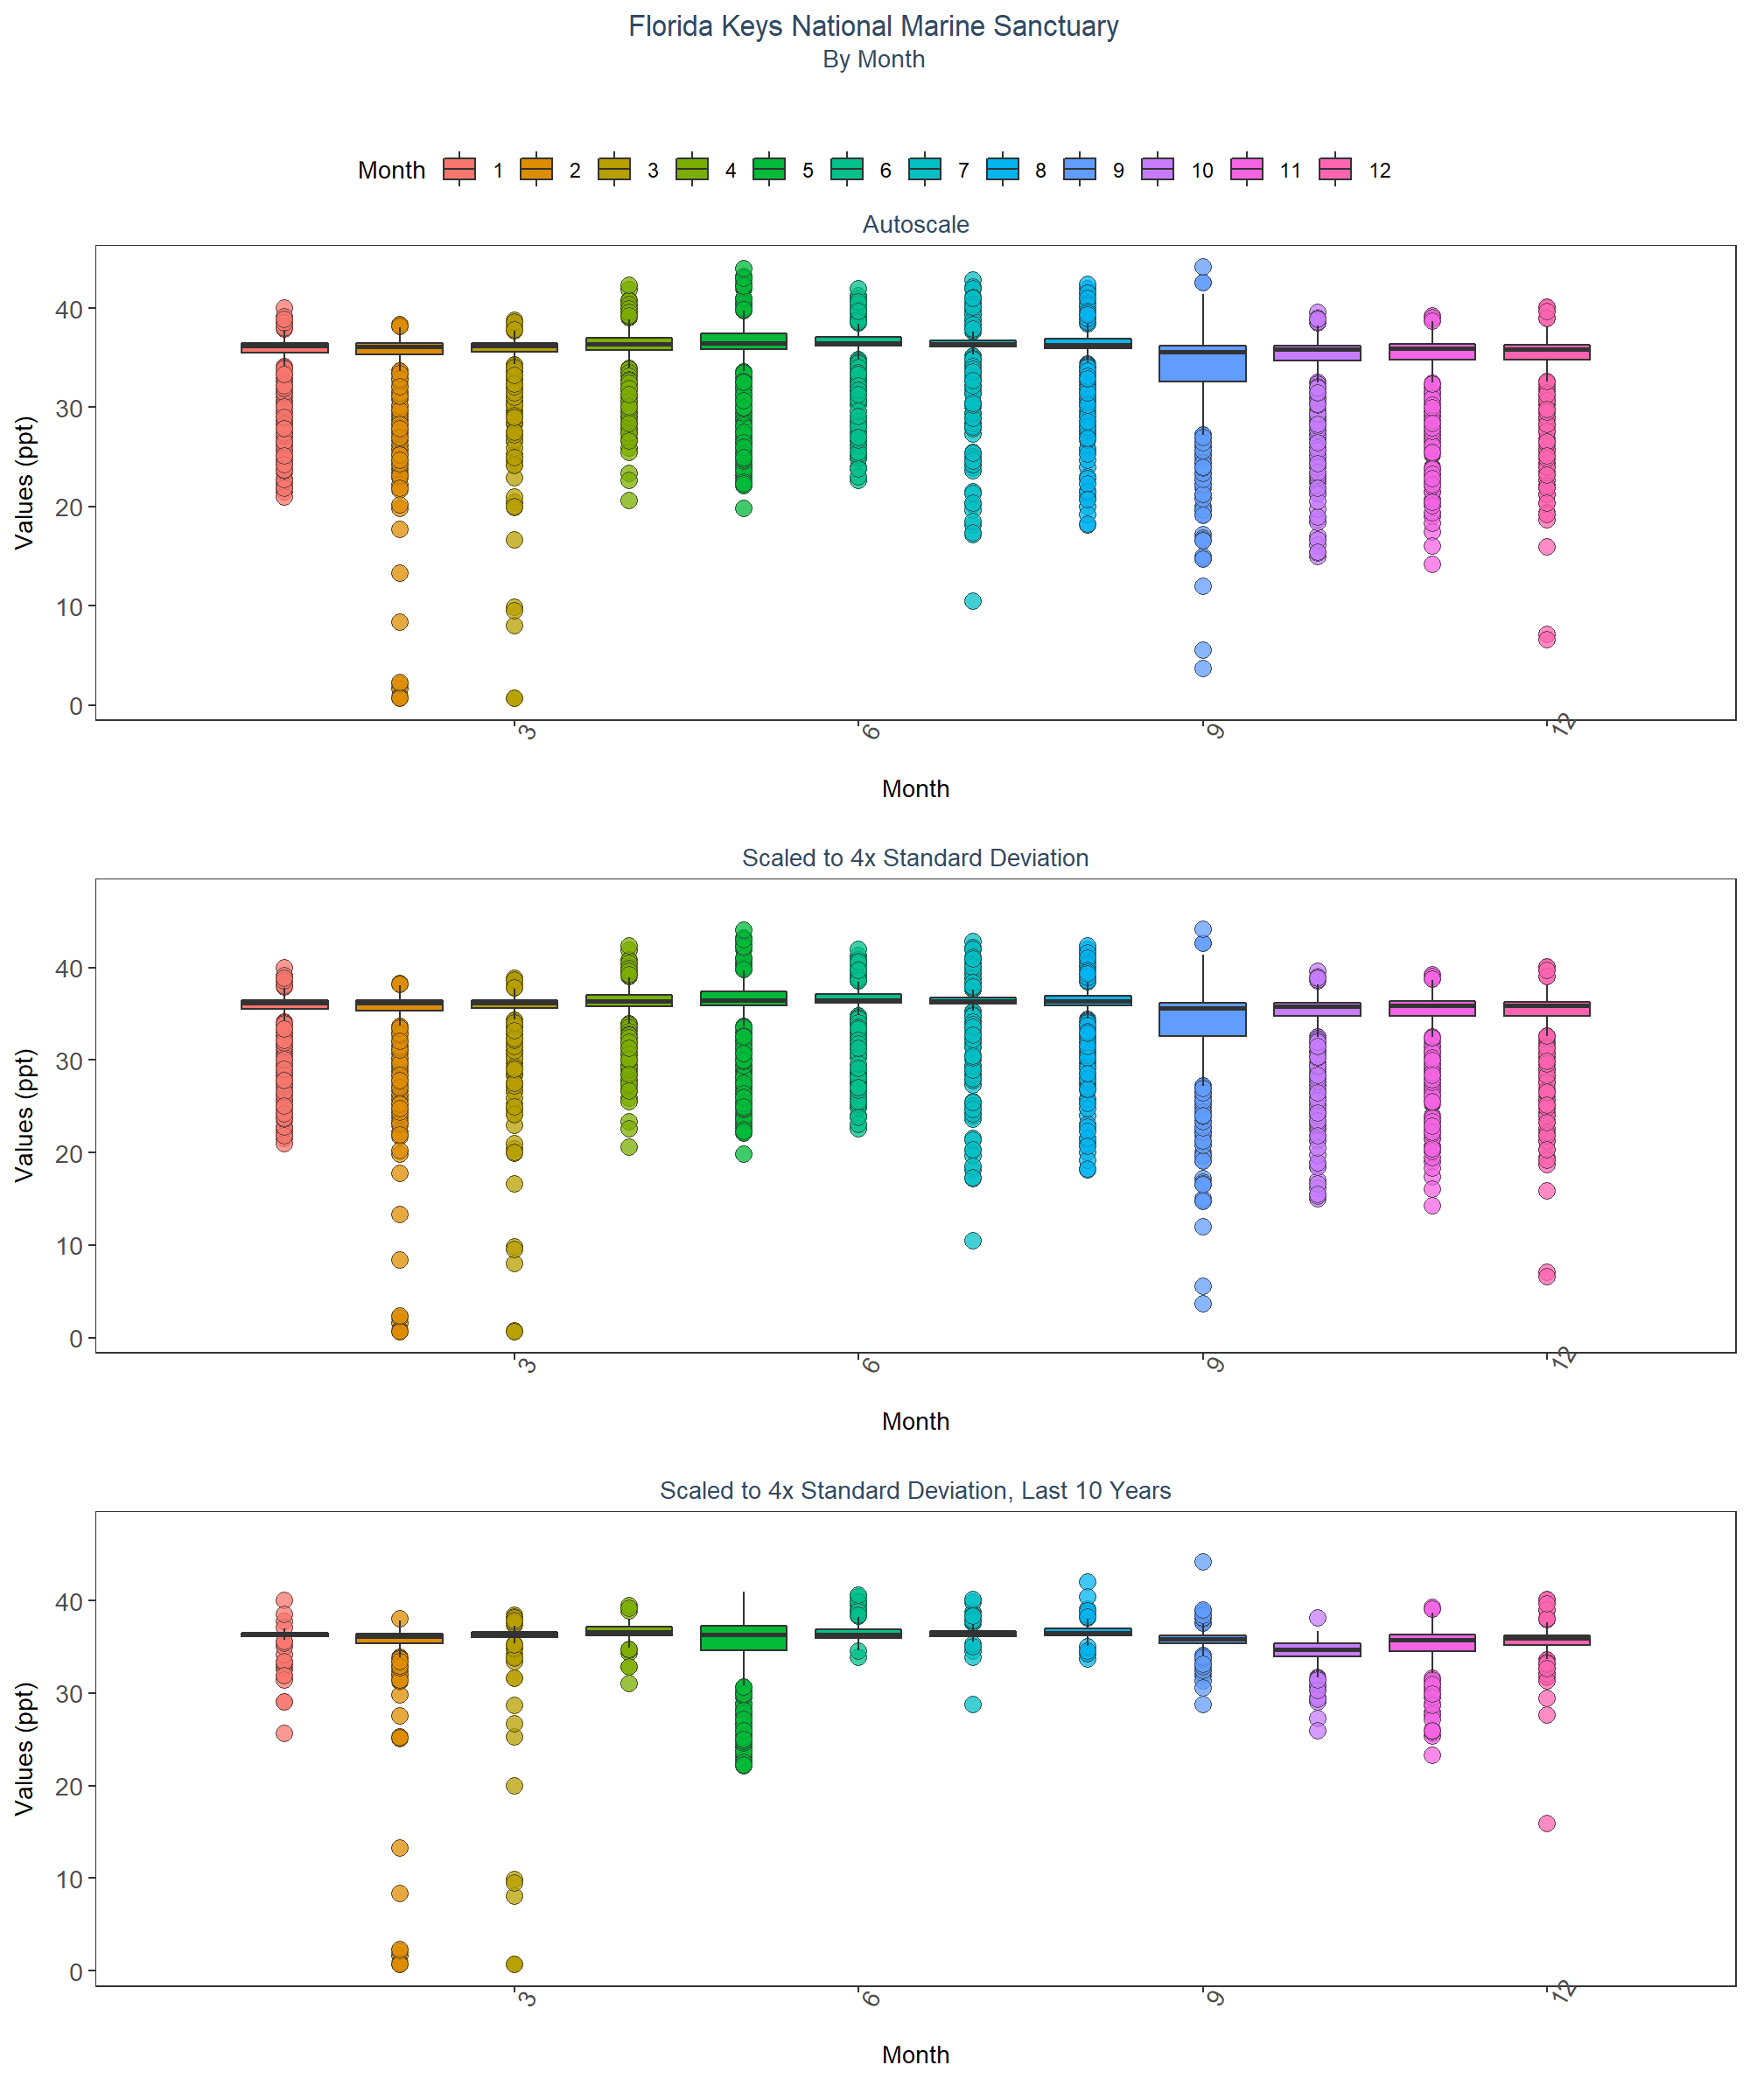 Florida Keys National Marine Sanctuary
By Month
Month 1 2 3 4 5 6 7 8 9 10 11 12
Autoscale
Values (ppt)
40
30
20
10
0
3 6 9 12
Month
Scaled to 4x Standard Deviation
Values (ppt)
40
30
20
10
0
3 6 9 12
Month
Scaled to 4x Standard Deviation, Last 10 Years
Values (ppt)
40
30
20
10
0
3 6 9 12
Month